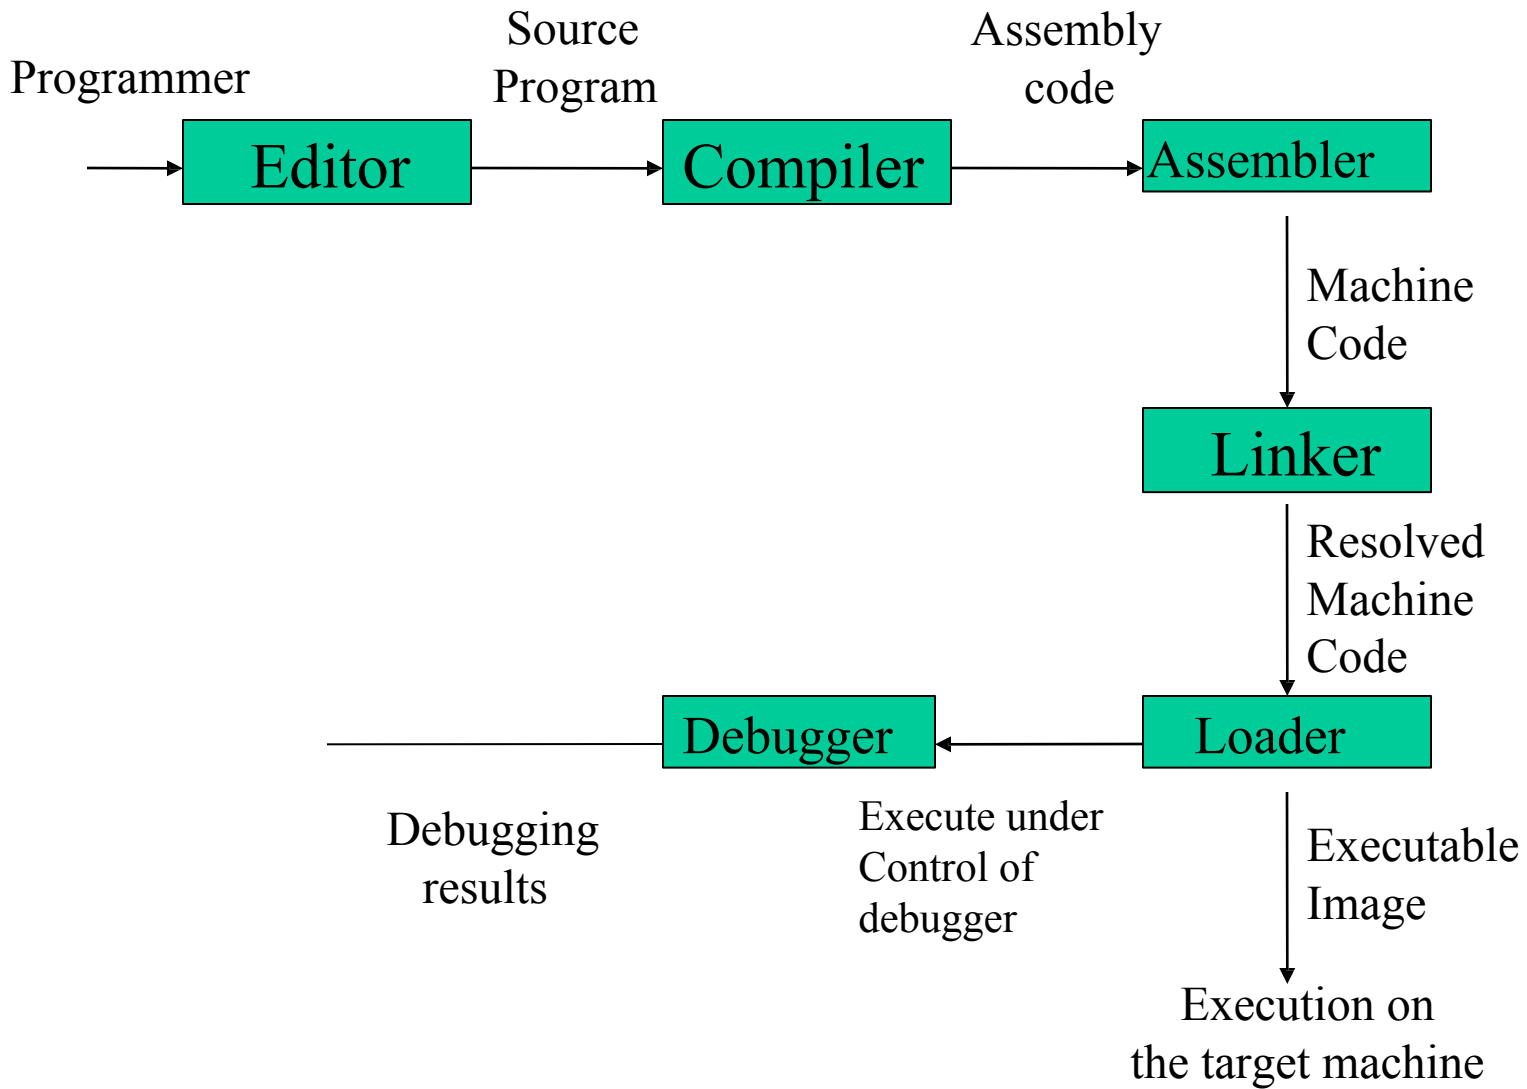 Programmer
Source
Program
Assembly
code
Editor
Compiler
Assembler
Machine
Code
Linker
Resolved
Machine
Code
Debugger
Loader
Debugging
results
Execute under
Control of
debugger
Executable
Image
Execution on
the target machine